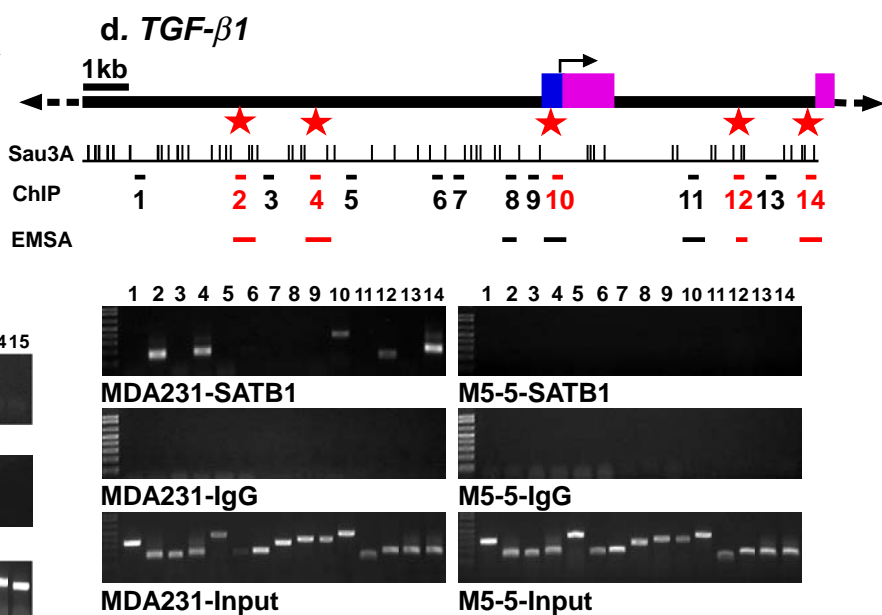 d. TGF-β1
1kb
Sau3A
ChIP
1 2 3 4 5 6 7 8 9 10 11 12 13 14
EMSA
1 2 3 4 5 6 7 8 9 10 11 12 13 14
1 2 3 4 5 6 7 8 9 10 11 12 13 14
415
MDA231-SATB1
M5-5-SATB1
MDA231-IgG
M5-5-IgG
MDA231-Input
M5-5-Input